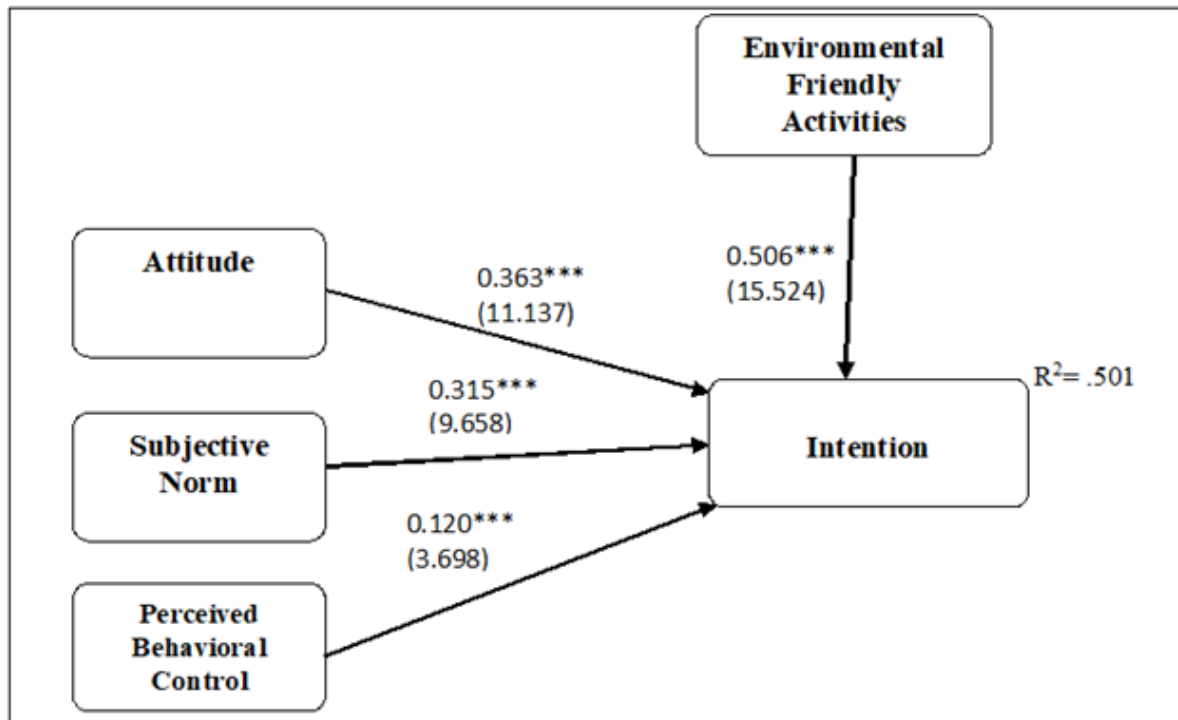 Environmental
Friendly
Activities
Attitude
0.363***
(11.137)
0.506***
(15.524)
R²= .501
0.315***
(9.658)
Subjective
Norm
Intention
0.120***
(3.698)
Perceived
Behavioral
Control